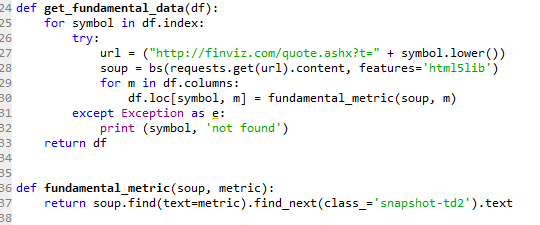 24 def get_fundamental_data(df):
25     for symbol in df.index:
26         try:
27             url = ("http://finviz.com/quote.ashx?t=" + symbol.lower())
28             soup = bs(requests.get(url).content, features='html5lib')
29             for m in df.columns:
30                 df.loc[symbol, m] = fundamental_metric(soup, m)
31         except Exception as e:
32             print (symbol, 'not found')
33     return df
34
35
36 def fundamental_metric(soup, metric):
37     return soup.find(text=metric).find_next(class_='snapshot-td2').text
38